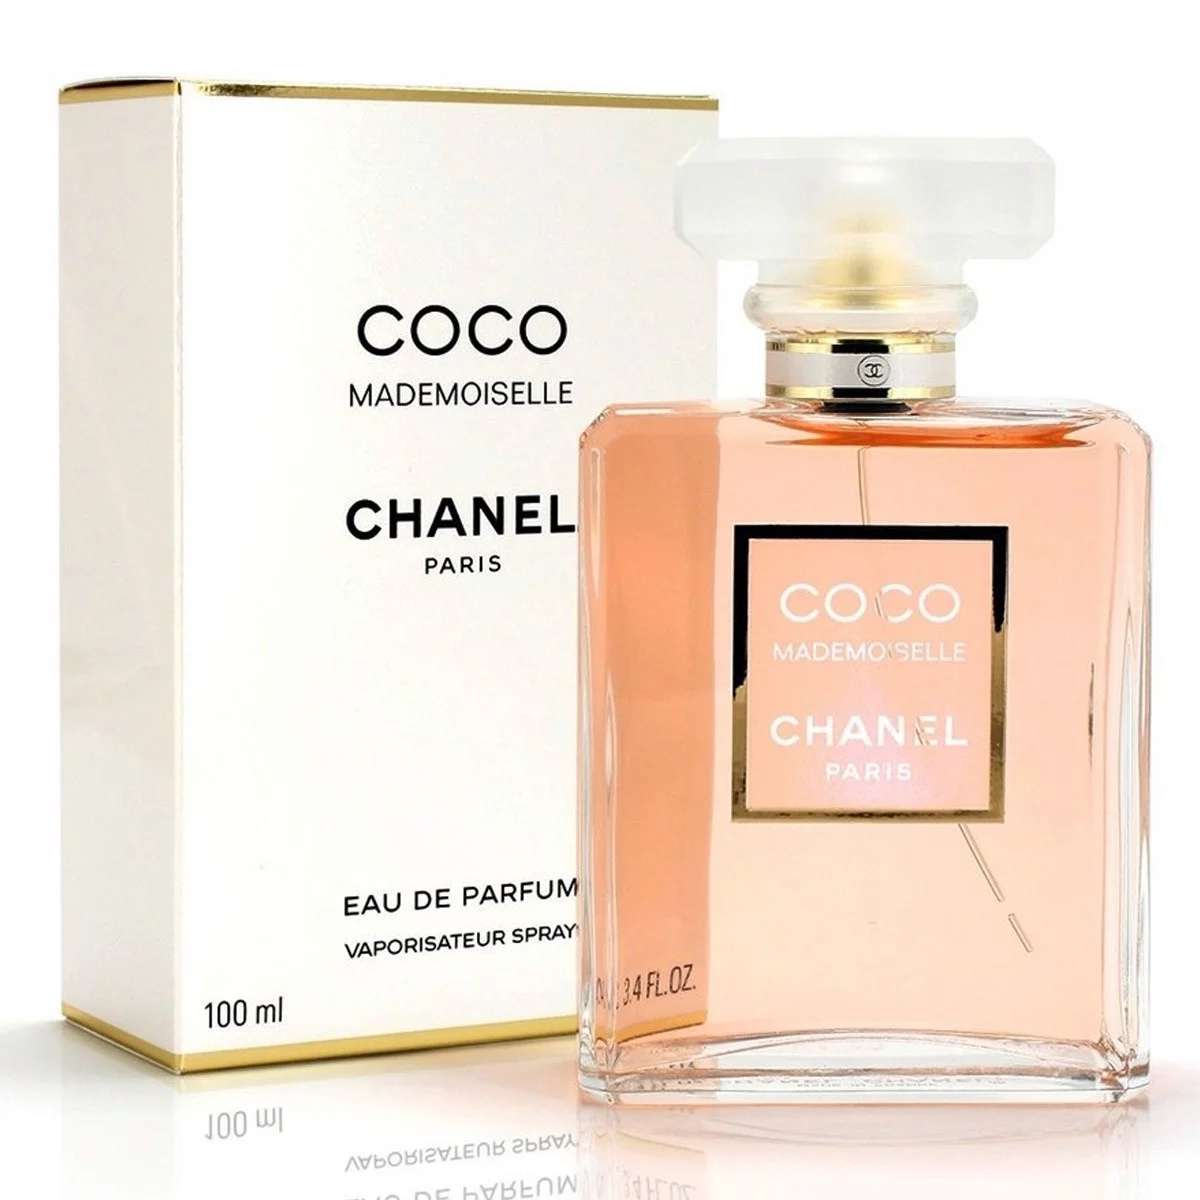 COCO
MADEMOISELLE
CHANEL
PARIS
EAU DE PARFUM
VAPORISATEUR SPRAY
100 ml
3.4 FL.OZ.
COCO
MADEMOISELLE
CHANEL
PARIS